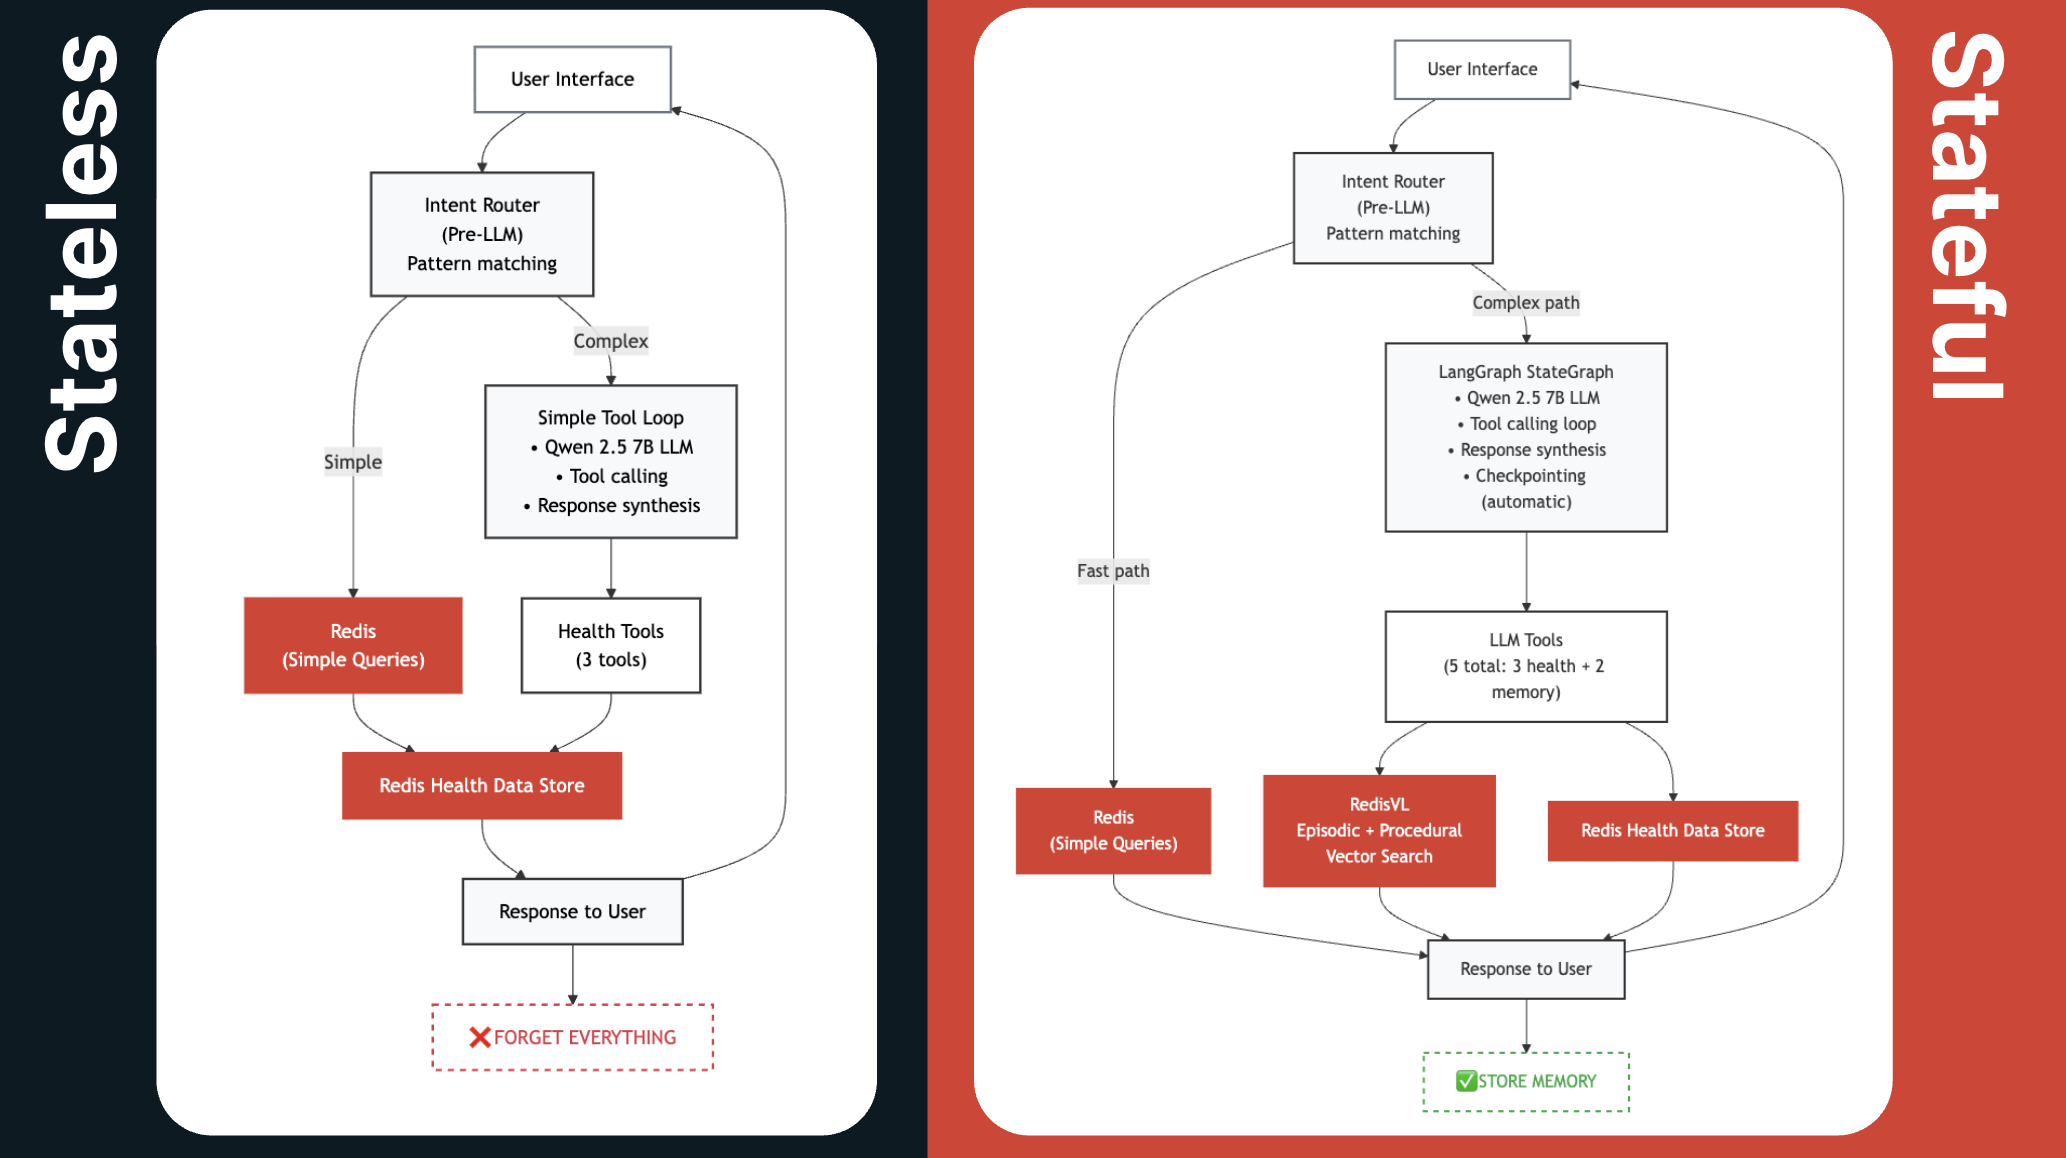 Stateless
User Interface
Intent Router
(Pre-LLM)
Pattern matching
Complex
Simple Tool Loop
• Qwen 2.5 7B LLM
• Tool calling
• Response synthesis
Simple
Redis
(Simple Queries)
Health Tools
(3 tools)
Redis Health Data Store
Response to User
❌FORGET EVERYTHING
Stateful
User Interface
Intent Router
(Pre-LLM)
Pattern matching
Complex path
LangGraph StateGraph
• Qwen 2.5 7B LLM
• Tool calling loop
• Response synthesis
• Checkpointing
(automatic)
Fast path
LLM Tools
(5 total: 3 health + 2
memory)
Redis
(Simple Queries)
RedisVL
Episodic + Procedural
Vector Search
Redis Health Data Store
Response to User
✅STORE MEMORY